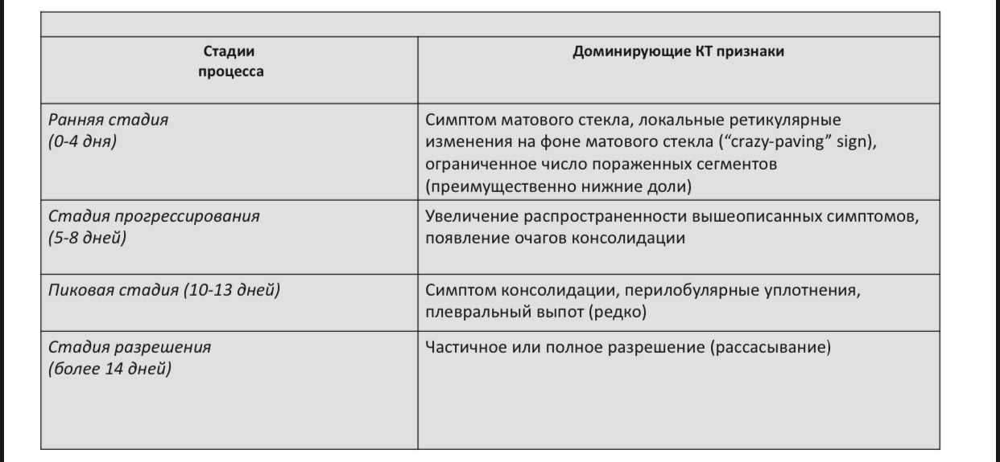 Стадии
процесса
Доминирующие КТ признаки
Ранняя стадия
(0-4 дня)
Симптом матового стекла, локальные ретикулярные
изменения на фоне матового стекла (“crazy-paving” sign),
ограниченное число пораженных сегментов
(преимущественно нижние доли)
Стадия прогрессирования
(5-8 дней)
Увеличение распространенности вышеописанных симптомов,
появление очагов консолидации
Пиковая стадия (10-13 дней)
Симптом консолидации, перилобулярные уплотнения,
плевральный выпот (редко)
Стадия разрешения
(более 14 дней)
Частичное или полное разрешение (рассасывание)